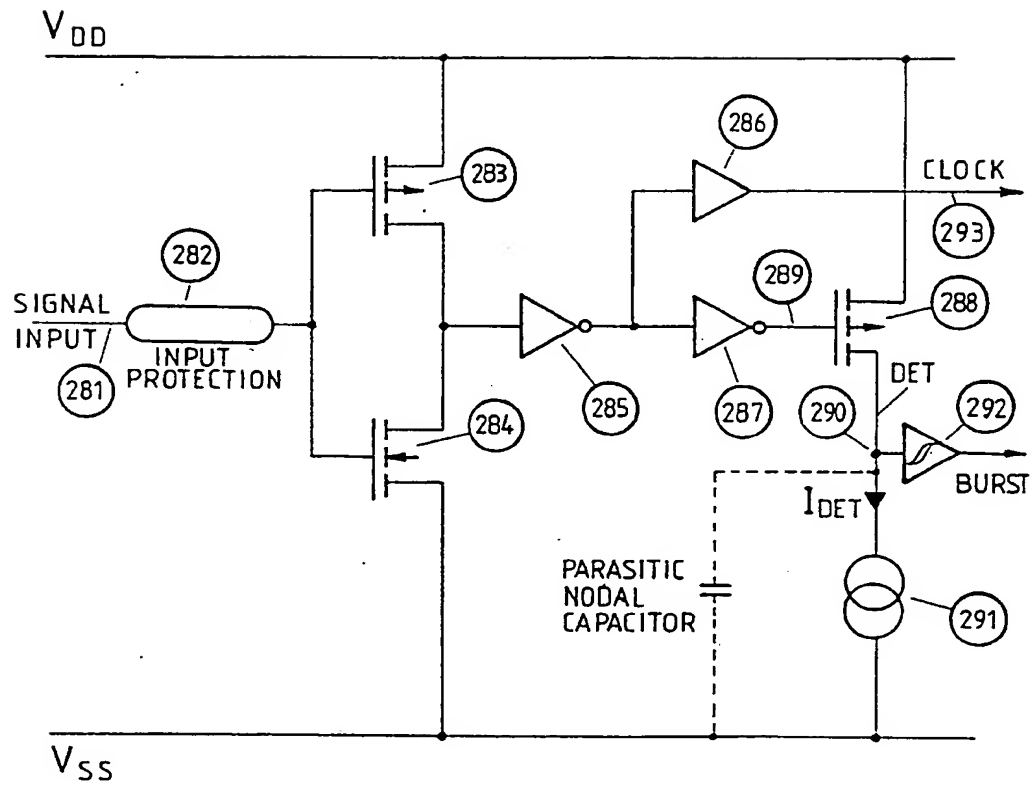 VDD
286
283
CLOCK
293
282
289
288
SIGNAL
INPUT
INPUT
PROTECTION
281
285
287
DET
290
292
284
BURST
IDET
PARASITIC
NODAL
CAPACITOR
291
VSS